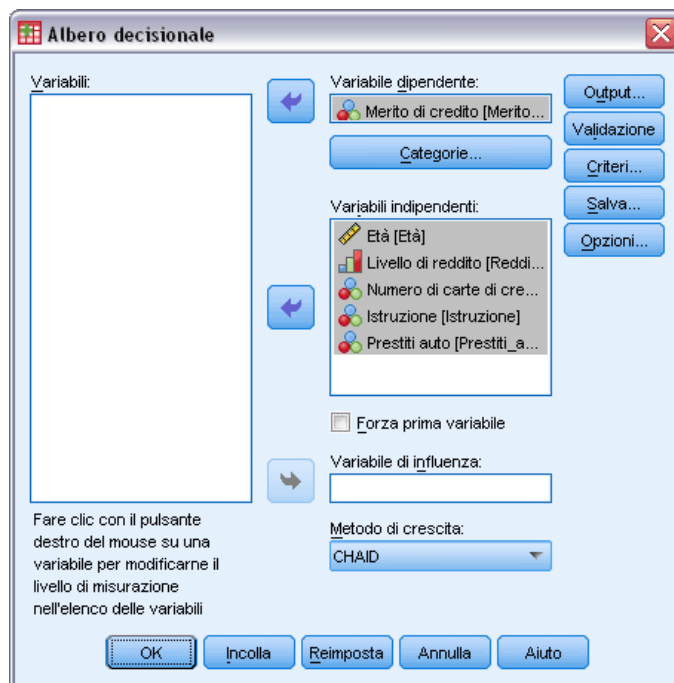 Albero decisionale
Variabili:
Variabile dipendente:
Merito di credito [Merito...
Categorie...
Variabili indipendenti:
Età [Età]
Livello di reddito [Reddi...
Numero di carte di cre...
Istruzione [Istruzione]
Prestiti auto [Prestiti_a...
Forza prima variabile
Variabile di influenza:
Metodo di crescita:
CHAID
Output...
Validazione
Criteri...
Salva...
Opzioni...
Fare clic con il pulsante
destro del mouse su una
variabile per modificarne il
livello di misurazione
nell'elenco delle variabili
OK
Incolla
Reimposta
Annulla
Aiuto